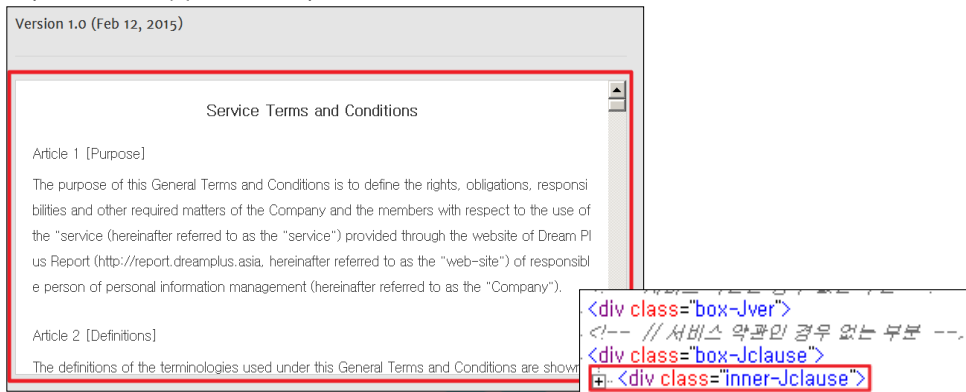 Version 1.0 (Feb 12, 2015)
Service Terms and Conditions
Article 1 [Purpose]
The purpose of this General Terms and Conditions is to define the rights, obligations, responsi
bilities and other required matters of the Company and the members with respect to the use of
the "service (hereinafter referred to as the "service") provided through the website of Dream Pl
us Report (http://report.dreamplus.asia, hereinafter referred to as the "web-site") of responsibl
e person of personal information management (hereinafter referred to as the "Company").
Article 2 [Definitions]
The definitions of the terminologies used under this General Terms and Conditions are shown
<div class="box-Jver">
<!-- // 서비스 약관인 경우 없는 부분 --
<div class="box-Jclause">
<div class="inner-Jclause">